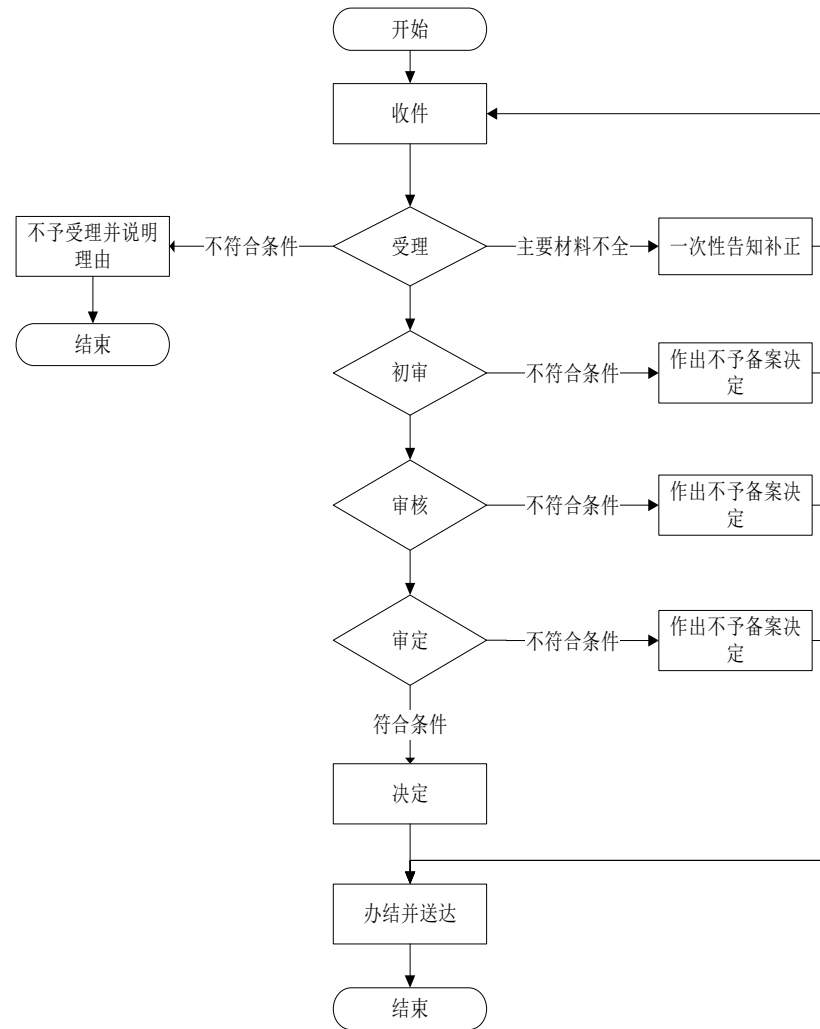 开始
收件
不予受理并说明
理由
不符合条件
受理
主要材料不全
一次性告知补正
结束
初审
不符合条件
作出不予备案决
定
审核
不符合条件
作出不予备案决
定
审定
不符合条件
作出不予备案决
定
符合条件
决定
办结并送达
结束